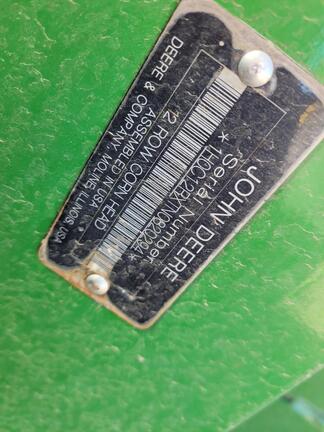 JOHN DEERE
Serial Number
12 ROW CORN HEAD
ASSEMBLED IN USA
DEERE & COMPANY MOLINE, ILLINOIS USA